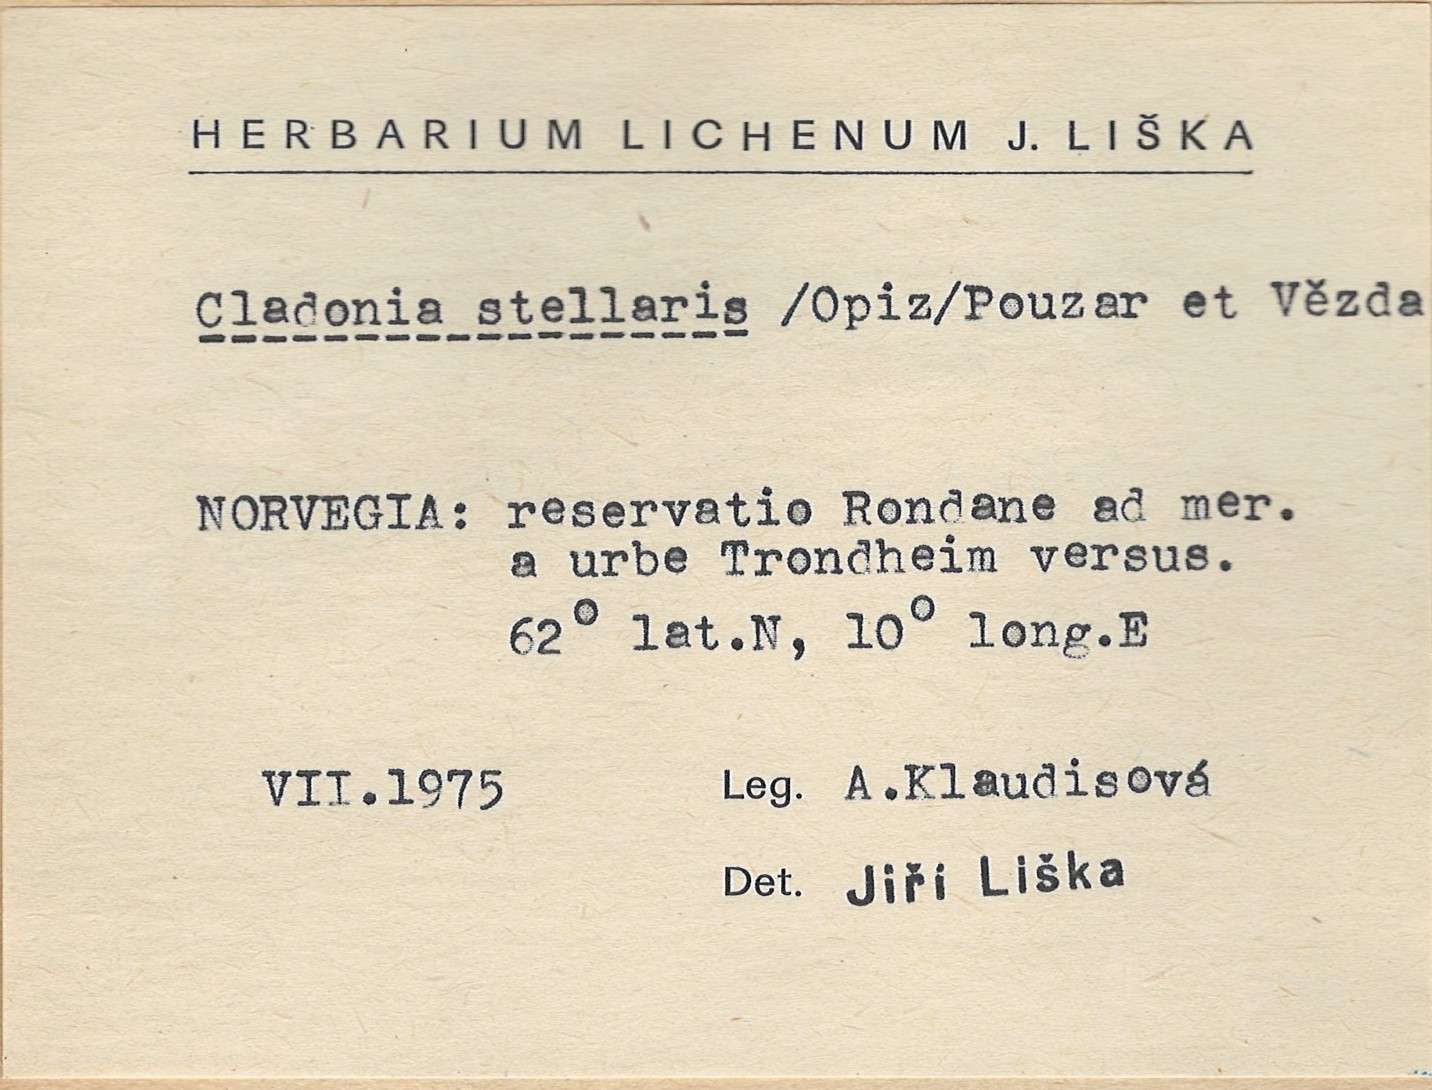 HERBARIUM LICHENUM J. LIŠKA
Cladonia stellaris /Opiz/Pouzar et Vězda
NORVEGIA: reservatio Rondane ad mer.
a urbe Trondheim versus.
62° lat.N, 10° long.E
VII.1975 Leg. A.Klaudisová
Det. Jiří Liška